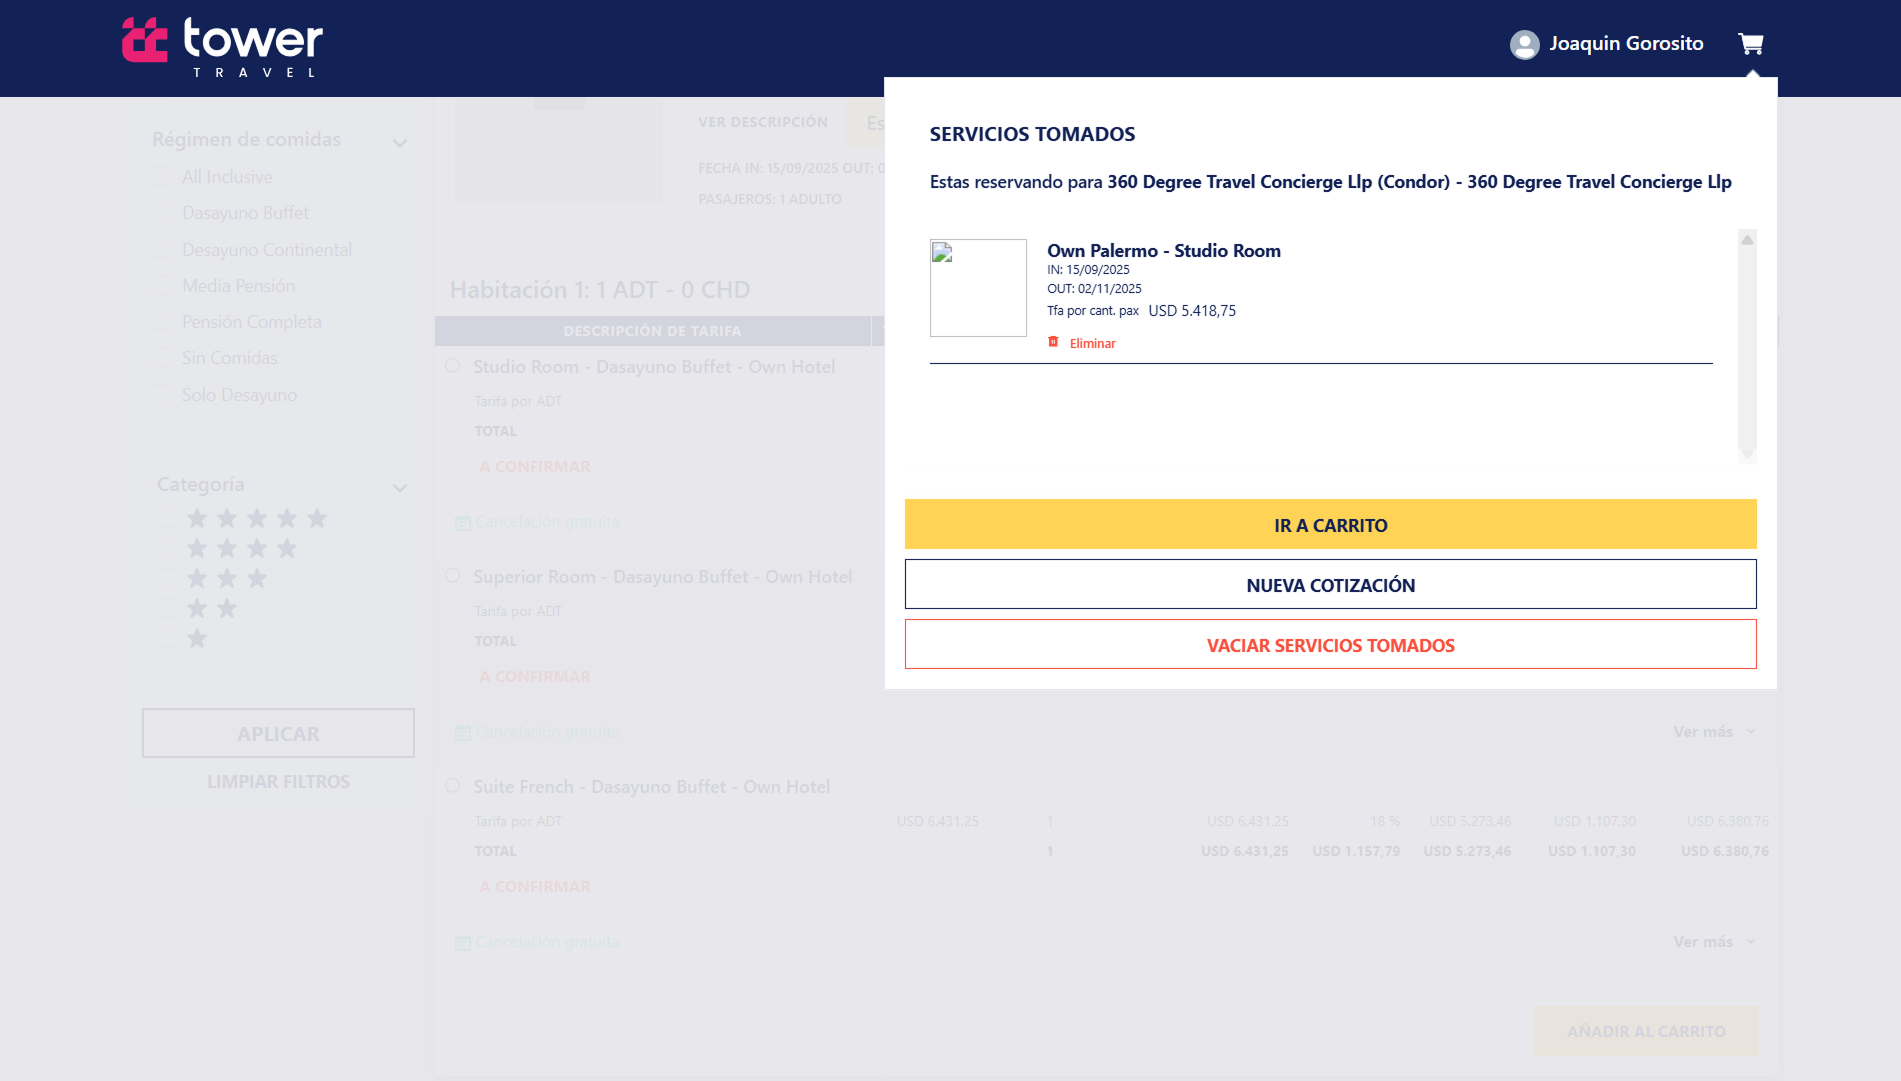 tower
TRAVEL
Joaquin Gorosito
SERVICIOS TOMADOS
Estas reservando para 360 Degree Travel Concierge Llp (Condor) - 360 Degree Travel Concierge Llp
Own Palermo - Studio Room
IN: 15/09/2025
OUT: 02/11/2025
Tfa por cant. pax USD 5.418,75
Eliminar
IR A CARRITO
NUEVA COTIZACIÓN
VACIAR SERVICIOS TOMADOS
Régimen de comidas
All Inclusive
Dasayuno Buffet
Desayuno Continental
Media Pensión
Pensión Completa
Sin Comidas
Solo Desayuno
Categoría
APLICAR
LIMPIAR FILTROS
VER DESCRIPCIÓN
Es
FECHA IN: 15/09/2025 OUT: 0
PASAJEROS: 1 ADULTO
Habitación 1: 1 ADT - 0 CHD
DESCRIPCIÓN DE TARIFA
Studio Room - Dasayuno Buffet - Own Hotel
Tarifa por ADT
TOTAL
A CONFIRMAR
Cancelación gratuita
Superior Room - Dasayuno Buffet - Own Hotel
Tarifa por ADT
TOTAL
A CONFIRMAR
Cancelación gratuita
Ver más
Suite French - Dasayuno Buffet - Own Hotel
Tarifa por ADT USD 6.431,25 1 USD 6.431,25 18 % USD 5.273,46 USD 1.107,30 USD 6.380,76
TOTAL 1 USD 6.431,25 USD 1.157,79 USD 5.273,46 USD 1.107,30 USD 6.380,76
A CONFIRMAR
Cancelación gratuita
Ver más
AÑADIR AL CARRITO